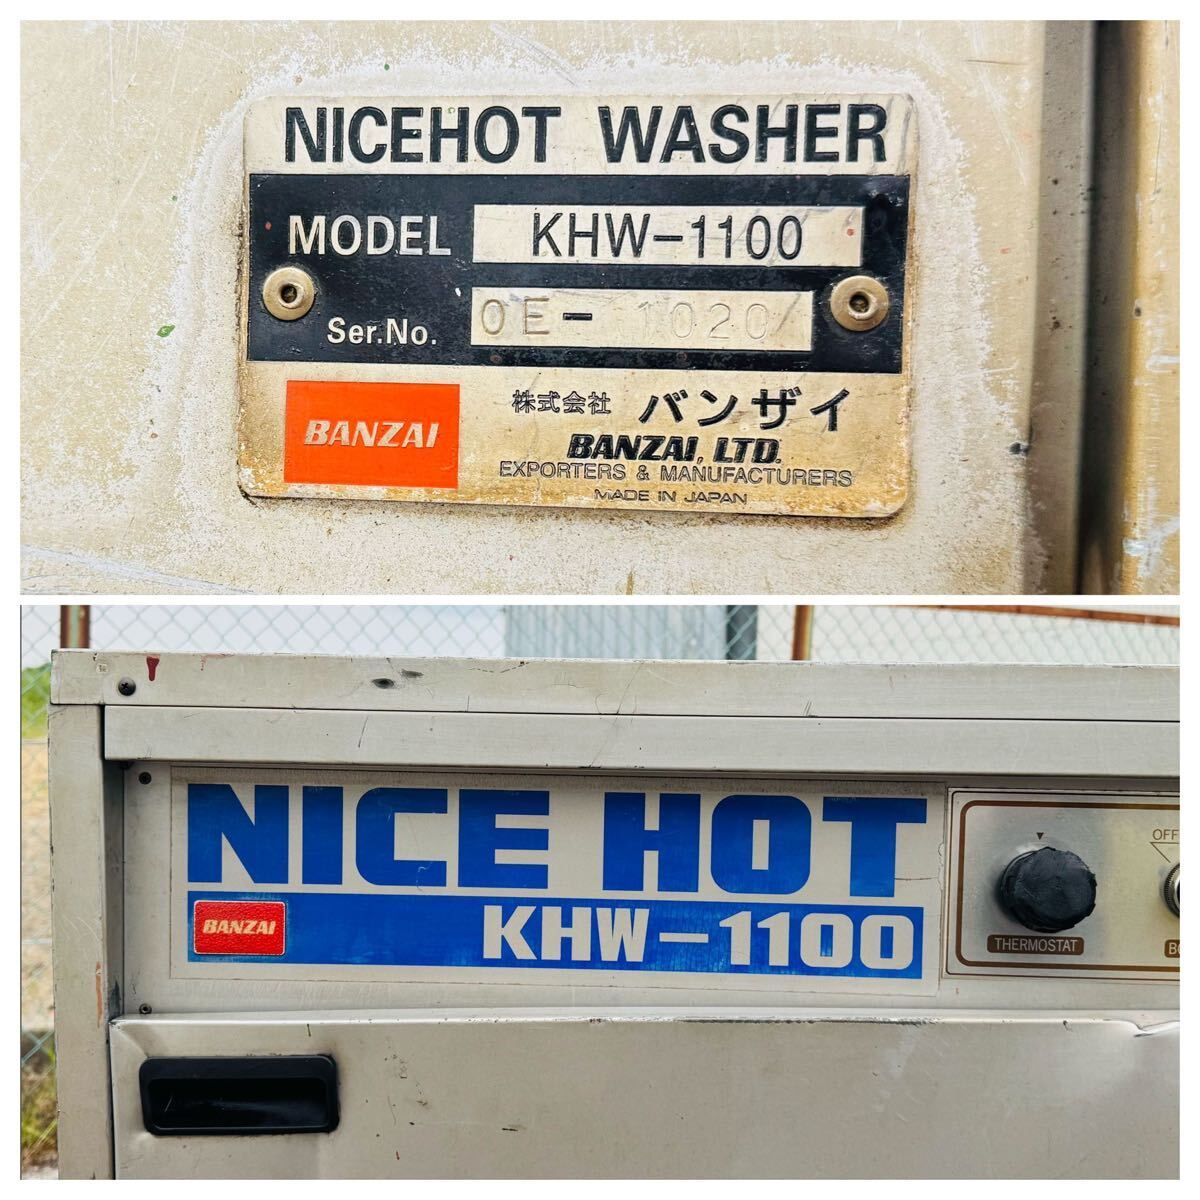 NICEHOT WASHER
MODEL KHW-1100
Ser.No. OE- 1020
BANZAI
株式会社 バンザイ
BANZAI, LTD.
EXPORTERS & MANUFACTURERS
MADE IN JAPAN
NICE HOT
BANZAI
KHW-1100
OFF
THERMOSTAT